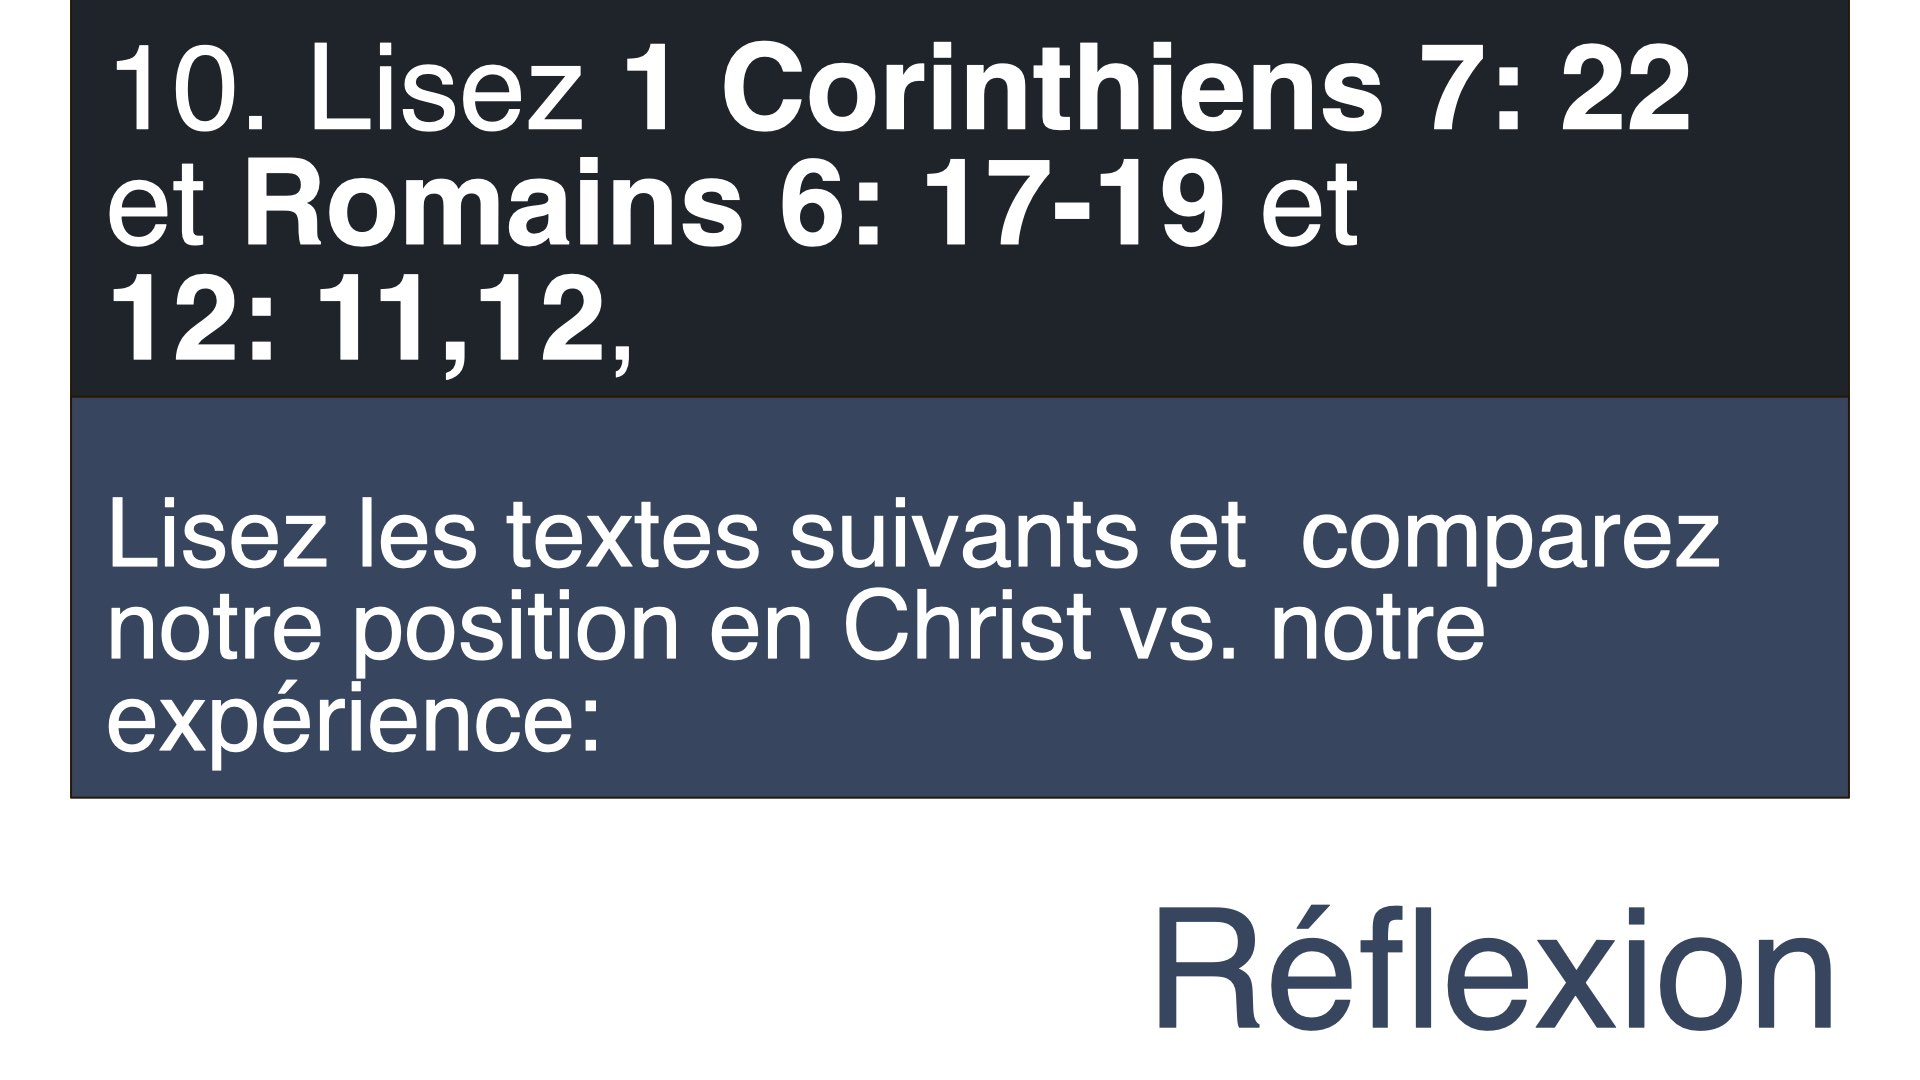 10. Lisez 1 Corinthiens 7: 22
et Romains 6: 17-19 et
12: 11,12,
Lisez les textes suivants et  comparez
notre position en Christ vs. notre
expérience:
Réflexion